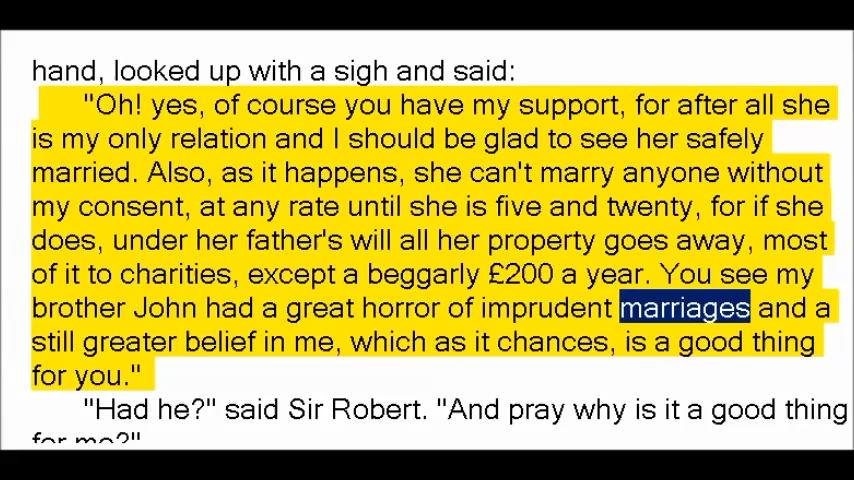 hand, looked up with a sigh and said:
"Oh! yes, of course you have my support, for after all she
is my only relation and I should be glad to see her safely
married. Also, as it happens, she can't marry anyone without
my consent, at any rate until she is five and twenty, for if she
does, under her father's will all her property goes away, most
of it to charities, except a beggarly £200 a year. You see my
brother John had a great horror of imprudent marriages and a
still greater belief in me, which as it chances, is a good thing
for you."
"Had he?" said Sir Robert. "And pray why is it a good thing
for me?"